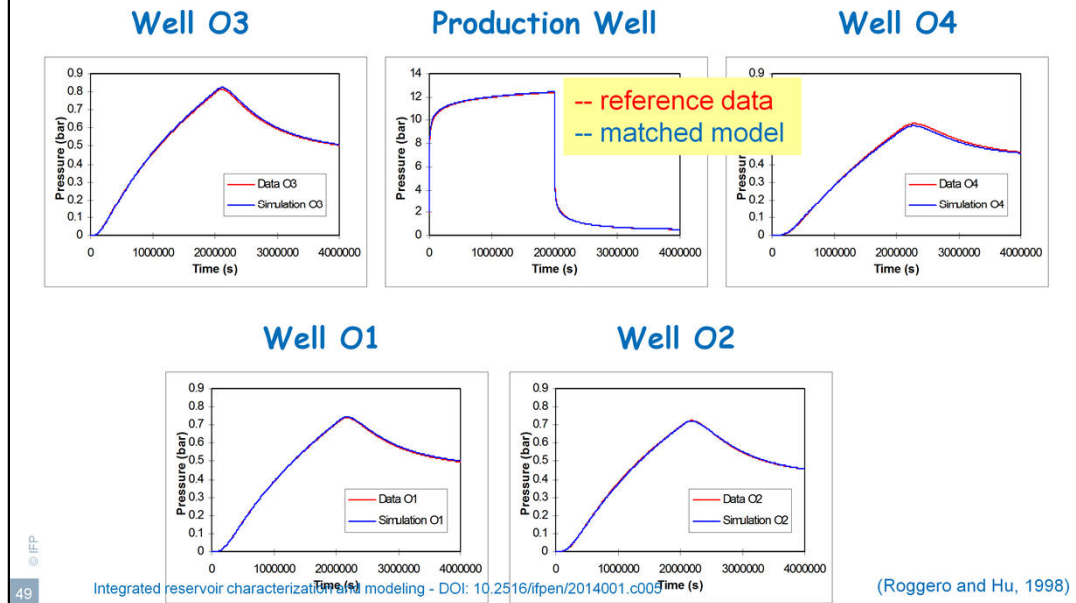 Well O3
Production Well
Well O4
0.9
0.8
0.7
0.6
0.5
0.4
0.3
0.2
0.1
0
0 1000000 2000000 3000000 4000000
Pressure (bar)
Time (s)
Data O3
Simulation O3
14
12
10
8
6
4
2
0
0 1000000 2000000 3000000 4000000
Pressure (bar)
Time (s)
-- reference data
-- matched model
0.9
0.5
0.4
0.3
0.2
0.1
0
0 1000000 2000000 3000000 4000000
Pressure (bar)
Time (s)
Data O4
Simulation O4
Well O1
Well O2
0.9
0.8
0.7
0.6
0.5
0.4
0.3
0.2
0.1
0
0 1000000 2000000 3000000 4000000
Pressure (bar)
Time (s)
Data O1
Simulation O1
0.9
0.8
0.7
0.6
0.5
0.4
0.3
0.2
0.1
0
0 1000000 2000000 3000000 4000000
Pressure (bar)
Data O2
Simulation O2
© IFP
49
Integrated reservoir characterization and modeling - DOI: 10.2516/ifpen/2014001.c005
(Roggero and Hu, 1998)